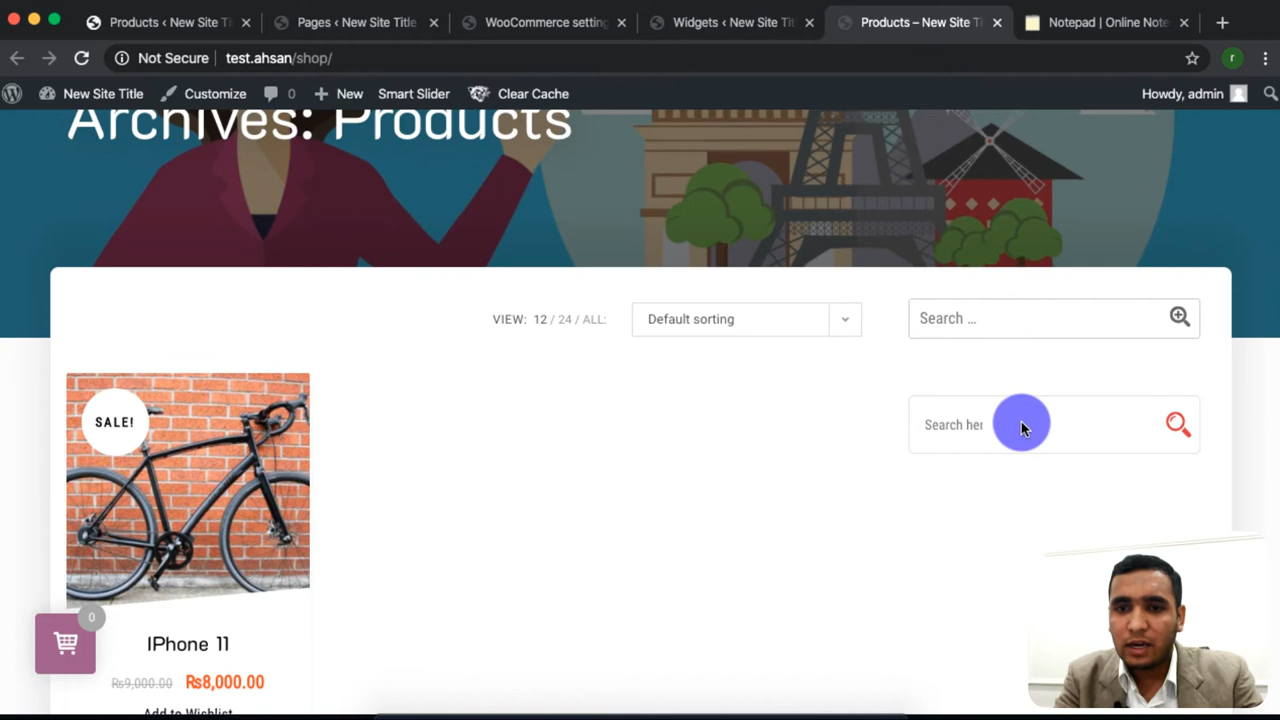 Products ‹ New Site Ti
Pages ‹ New Site Title
WooCommerce setting
Widgets ‹ New Site Tit
Products – New Site Ti
Notepad | Online Note
Not Secure
test.ahsan/shop/
r
New Site Title
Customize
0
New
Smart Slider
Clear Cache
Howdy, admin
Archives: Products
VIEW: 12 / 24 / ALL:
Default sorting
Search …
SALE!
Search her
0
IPhone 11
₨9,000.00 ₨8,000.00
Add to Wishlist